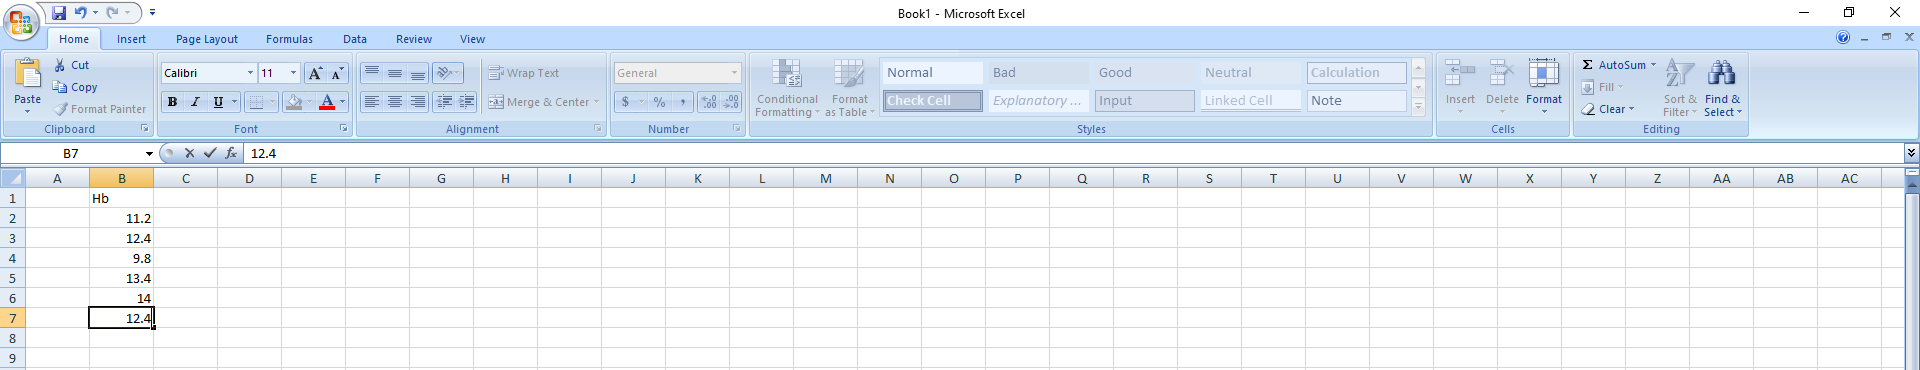 Book1 - Microsoft Excel
Home Insert Page Layout Formulas Data Review View
Paste
Cut
Copy
Format Painter
Clipboard
Calibri 11 A A
B I U A
Font
Wrap Text
Merge & Center
Alignment
General
$ % , .00 .0
Number
Conditional Formatting
Format as Table
Normal Bad Good Neutral Calculation
Check Cell Explanatory ... Input Linked Cell Note
Styles
Insert Delete Format
Cells
Σ AutoSum
Fill
Clear
Sort & Filter
Find & Select
Editing
B7 fx 12.4
A B C D E F G H I J K L M N O P Q R S T U V W X Y Z AA AB AC
1 Hb
2 11.2
3 12.4
4 9.8
5 13.4
6 14
7 12.4
8
9